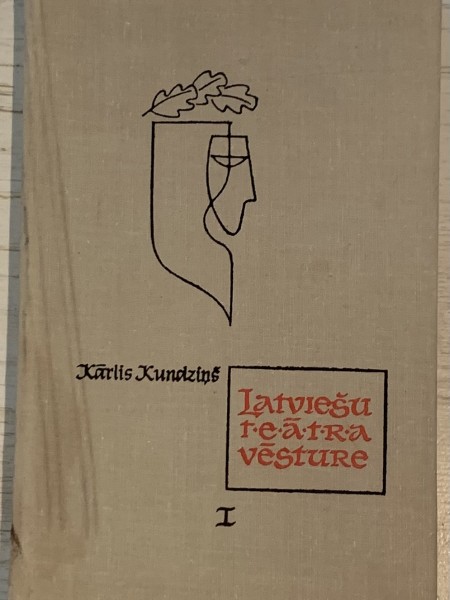 Kārlis Kundziņš
Latviešu
t·e·ā·t·r·a
vēsture
I